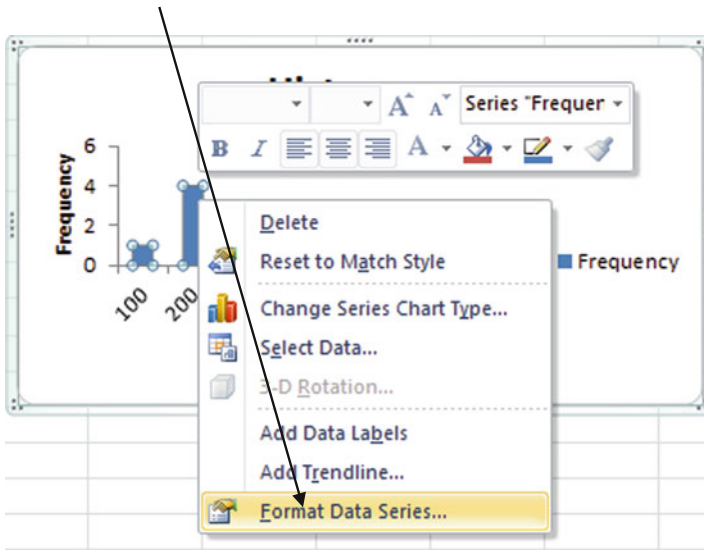 Series "Frequer
A A
B I A
Frequency
6
4
2
0
100
200
Frequency
Delete
Reset to Match Style
Change Series Chart Type...
Select Data...
3-D Rotation...
Add Data Labels
Add Trendline...
Format Data Series...